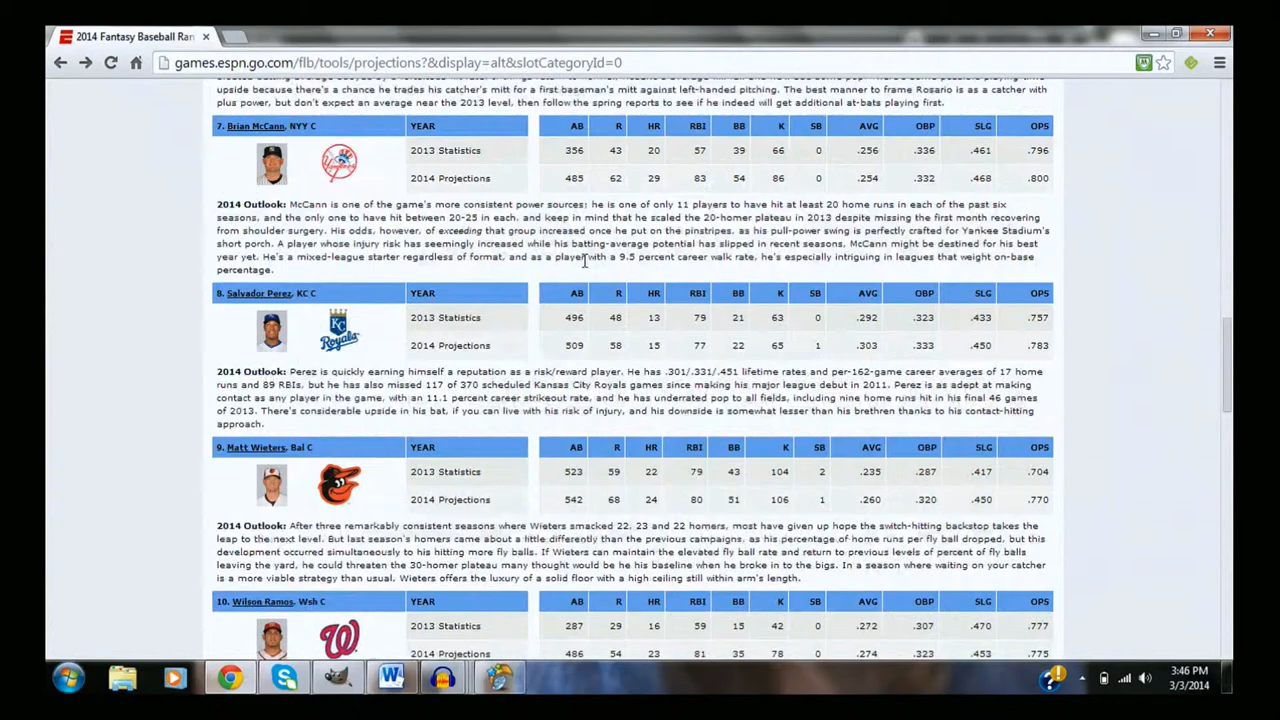 2014 Fantasy Baseball Ran
games.espn.go.com/flb/tools/projections?&display=alt&slotCategoryId=0
upside because there's a chance he trades his catcher's mitt for a first baseman's mitt against left-handed pitching. The best manner to frame Rosario is as a catcher with
plus power, but don't expect an average near the 2013 level, then follow the spring reports to see if he indeed will get additional at-bats playing first.
7. Brian McCann, NYY C YEAR AB R HR RBI BB K SB AVG OBP SLG OPS
2013 Statistics 356 43 20 57 39 66 0 .256 .336 .461 .796
2014 Projections 485 62 29 83 54 86 0 .254 .332 .468 .800
2014 Outlook: McCann is one of the game's more consistent power sources; he is one of only 11 players to have hit at least 20 home runs in each of the past six
seasons, and the only one to have hit between 20-25 in each, and keep in mind that he scaled the 20-homer plateau in 2013 despite missing the first month recovering
from shoulder surgery. His odds, however, of exceeding that group increased once he put on the pinstripes, as his pull-power swing is perfectly crafted for Yankee Stadium's
short porch. A player whose injury risk has seemingly increased while his batting-average potential has slipped in recent seasons, McCann might be destined for his best
year yet. He's a mixed-league starter regardless of format, and as a player with a 9.5 percent career walk rate, he's especially intriguing in leagues that weight on-base
percentage.
8. Salvador Perez, KC C YEAR AB R HR RBI BB K SB AVG OBP SLG OPS
2013 Statistics 496 48 13 79 21 63 0 .292 .323 .433 .757
2014 Projections 509 58 15 77 22 65 1 .303 .333 .450 .783
KC
Royals
2014 Outlook: Perez is quickly earning himself a reputation as a risk/reward player. He has .301/.331/.451 lifetime rates and per-162-game career averages of 17 home
runs and 89 RBIs, but he has also missed 117 of 370 scheduled Kansas City Royals games since making his major league debut in 2011. Perez is as adept at making
contact as any player in the game, with an 11.1 percent career strikeout rate, and he has underrated pop to all fields, including nine home runs hit in his final 46 games
of 2013. There's considerable upside in his bat, if you can live with his risk of injury, and his downside is somewhat lesser than his brethren thanks to his contact-hitting
approach.
9. Matt Wieters, Bal C YEAR AB R HR RBI BB K SB AVG OBP SLG OPS
2013 Statistics 523 59 22 79 43 104 2 .235 .287 .417 .704
2014 Projections 542 68 24 80 51 106 1 .260 .320 .450 .770
2014 Outlook: After three remarkably consistent seasons where Wieters smacked 22, 23 and 22 homers, most have given up hope the switch-hitting backstop takes the
leap to the next level. But last season's homers came about a little differently than the previous campaigns, as his percentage of home runs per fly ball dropped, but this
development occurred simultaneously to his hitting more fly balls. If Wieters can maintain the elevated fly ball rate and return to previous levels of percent of fly balls
leaving the yard, he could threaten the 30-homer plateau many thought would be he his baseline when he broke in to the bigs. In a season where waiting on your catcher
is a more viable strategy than usual, Wieters offers the luxury of a solid floor with a high ceiling still within arm's length.
10. Wilson Ramos, Wsh C YEAR AB R HR RBI BB K SB AVG OBP SLG OPS
2013 Statistics 287 29 16 59 15 42 0 .272 .307 .470 .777
2014 Projections 486 54 23 81 35 78 0 .274 .323 .453 .775
W
3:46 PM
3/3/2014